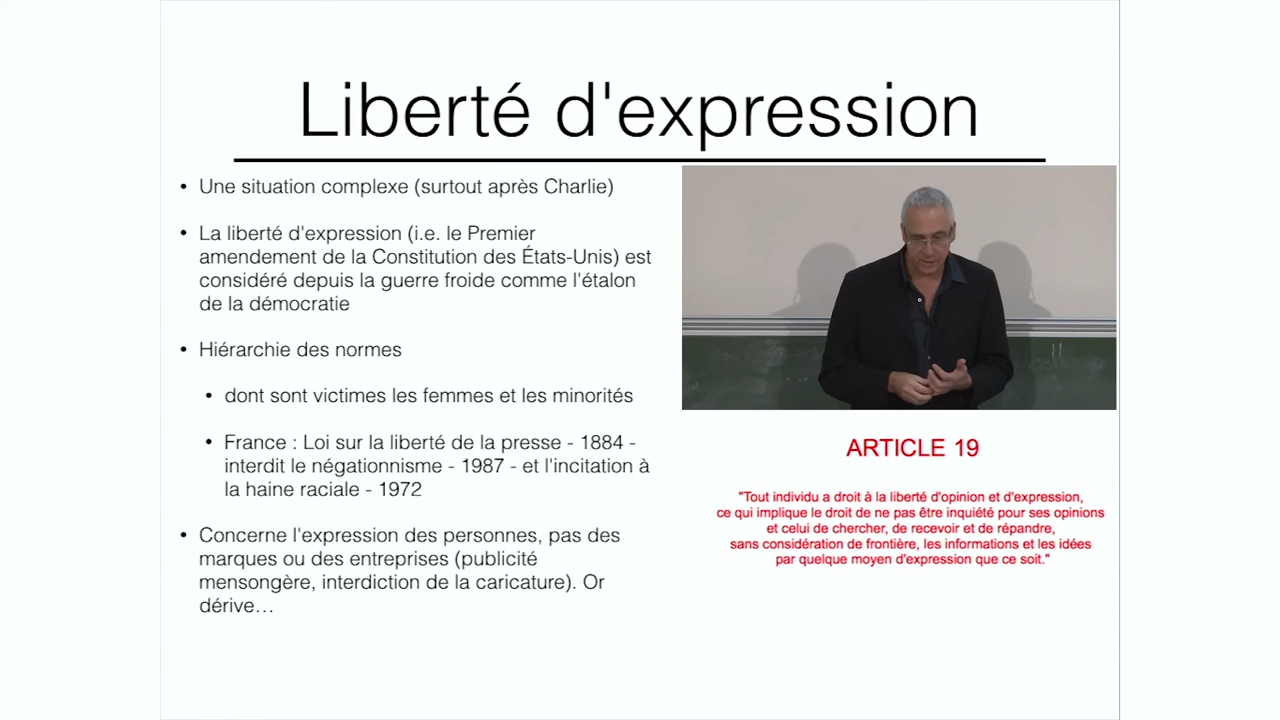 Liberté d'expression
• Une situation complexe (surtout après Charlie)
• La liberté d'expression (i.e. le Premier
amendement de la Constitution des États-Unis) est
considéré depuis la guerre froide comme l'étalon
de la démocratie
• Hiérarchie des normes
• dont sont victimes les femmes et les minorités
• France : Loi sur la liberté de la presse - 1884 -
interdit le négationnisme - 1987 - et l'incitation à
la haine raciale - 1972
• Concerne l'expression des personnes, pas des
marques ou des entreprises (publicité
mensongère, interdiction de la caricature). Or
dérive…
ARTICLE 19
"Tout individu a droit à la liberté d'opinion et d'expression,
ce qui implique le droit de ne pas être inquiété pour ses opinions
et celui de chercher, de recevoir et de répandre,
sans considération de frontière, les informations et les idées
par quelque moyen d'expression que ce soit."